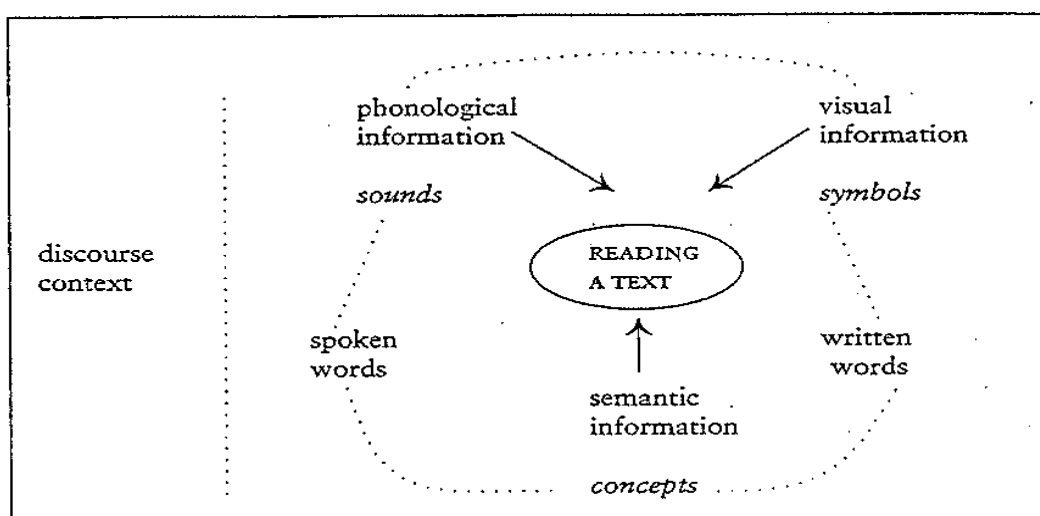 phonological
information
visual
information
sounds
symbols
discourse
context
READING
A TEXT
spoken
words
written
words
semantic
information
concepts